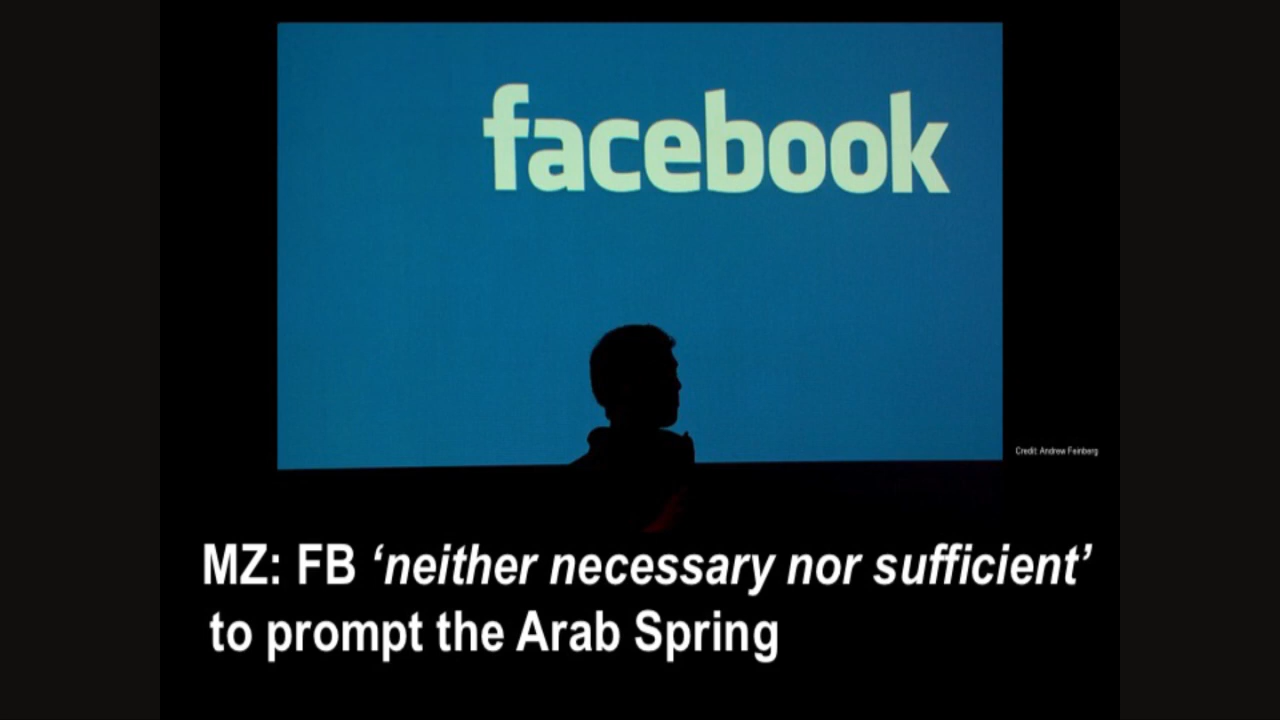 facebook
Credit: Andrew Feinberg
MZ: FB ‘neither necessary nor sufficient’
to prompt the Arab Spring